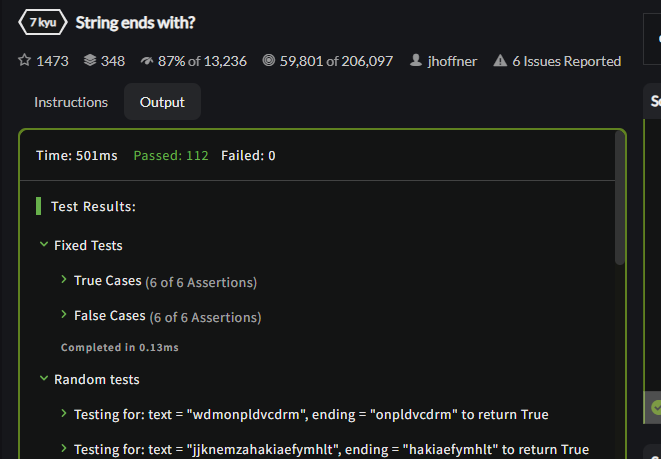 7 kyu String ends with?
1473 348 87% of 13,236 59,801 of 206,097 jhoffner 6 Issues Reported
Instructions Output
Time: 501ms Passed: 112 Failed: 0
Test Results:
Fixed Tests
True Cases (6 of 6 Assertions)
False Cases (6 of 6 Assertions)
Completed in 0.13ms
Random tests
Testing for: text = "wdmonpldvcdrm", ending = "onpldvcdrm" to return True
Testing for: text = "jjknemzahakiaefymhlt", ending = "hakiaefymhlt" to return True